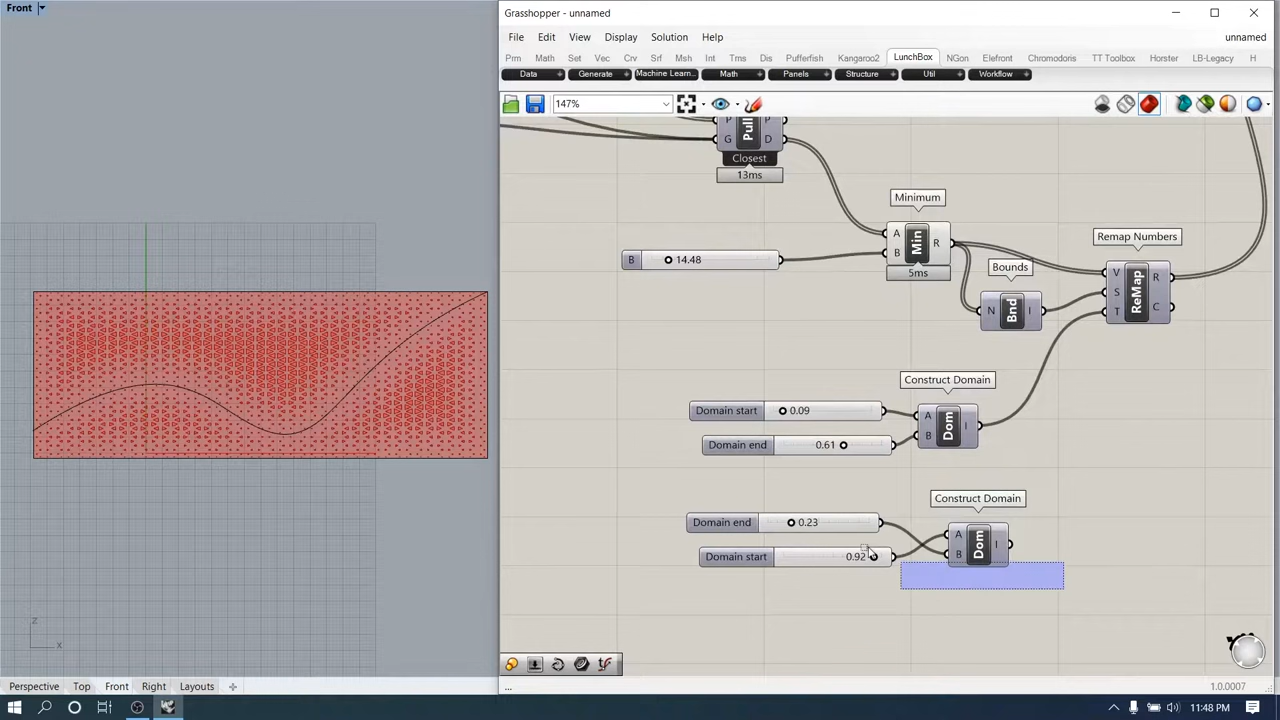 Front
Grasshopper - unnamed
File Edit View Display Solution Help unnamed
Prm Math Set Vec Crv Srf Msh Int Trns Dis Pufferfish Kangaroo2 LunchBox NGon Elefront Chromodoris TT Toolbox Horster LB-Legacy H
Data Generate Machine Learn... Math Panels Structure Util Workflow
147%
P Pull P
G D
Closest
13ms
Minimum
A Min R
B
5ms
B 14.48
Remap Numbers
V ReMap R
S
T C
Bounds
N Bnd I
Construct Domain
Domain start 0.09
A Dom I
B
Domain end 0.61
Construct Domain
Domain end 0.23
A Dom I
B
Domain start 0.92
z
x
Perspective Top Front Right Layouts
...
1.0.0007
11:48 PM